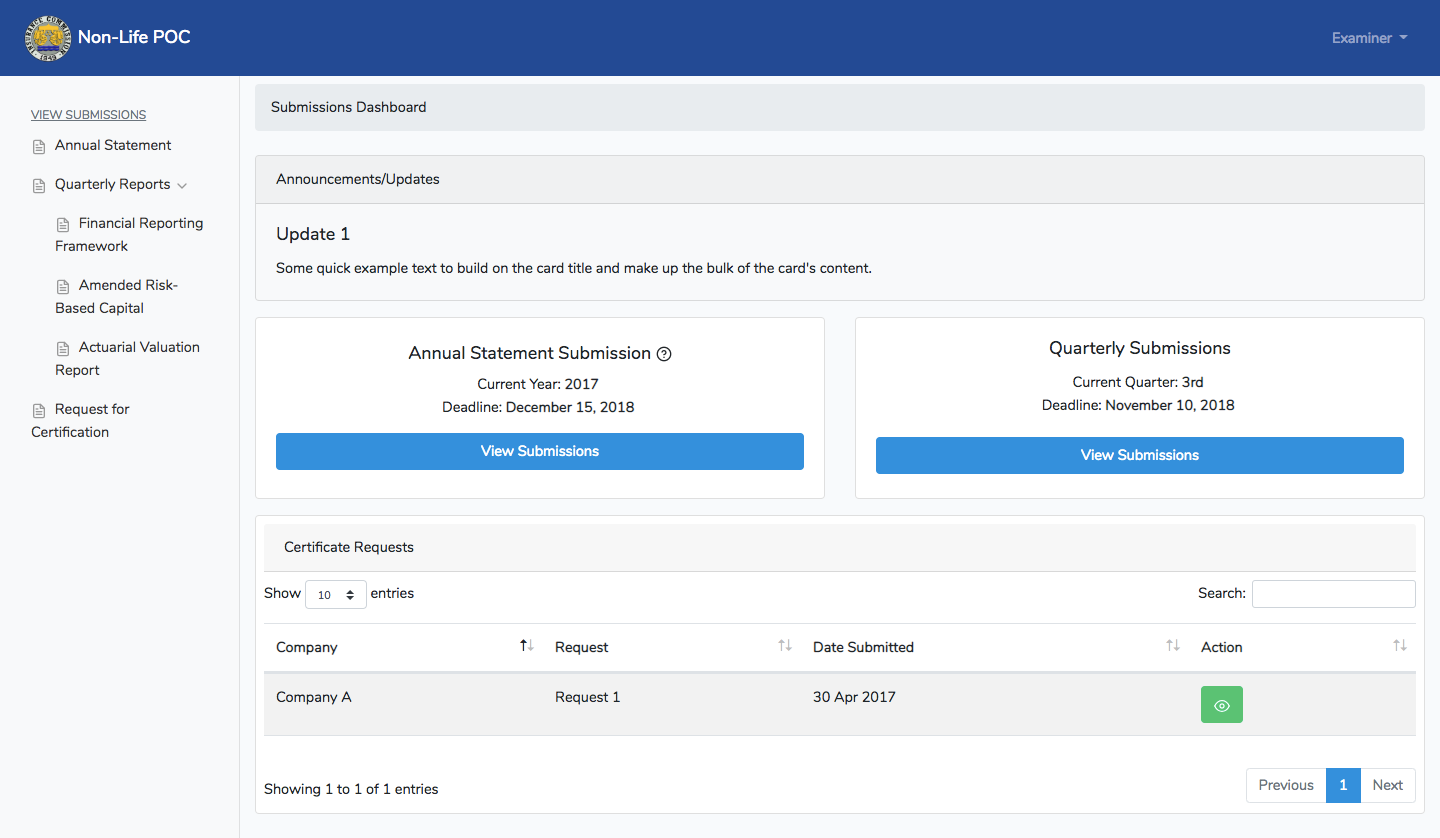 INSURANCE COMMISSION
1949
Non-Life POC
Examiner
VIEW SUBMISSIONS
Annual Statement
Quarterly Reports
Financial Reporting
Framework
Amended Risk-
Based Capital
Actuarial Valuation
Report
Request for
Certification
Submissions Dashboard
Announcements/Updates
Update 1
Some quick example text to build on the card title and make up the bulk of the card's content.
Annual Statement Submission
Current Year: 2017
Deadline: December 15, 2018
View Submissions
Quarterly Submissions
Current Quarter: 3rd
Deadline: November 10, 2018
View Submissions
Certificate Requests
Show 10 entries
Search:
Company Request Date Submitted Action
Company A Request 1 30 Apr 2017
Showing 1 to 1 of 1 entries
Previous 1 Next